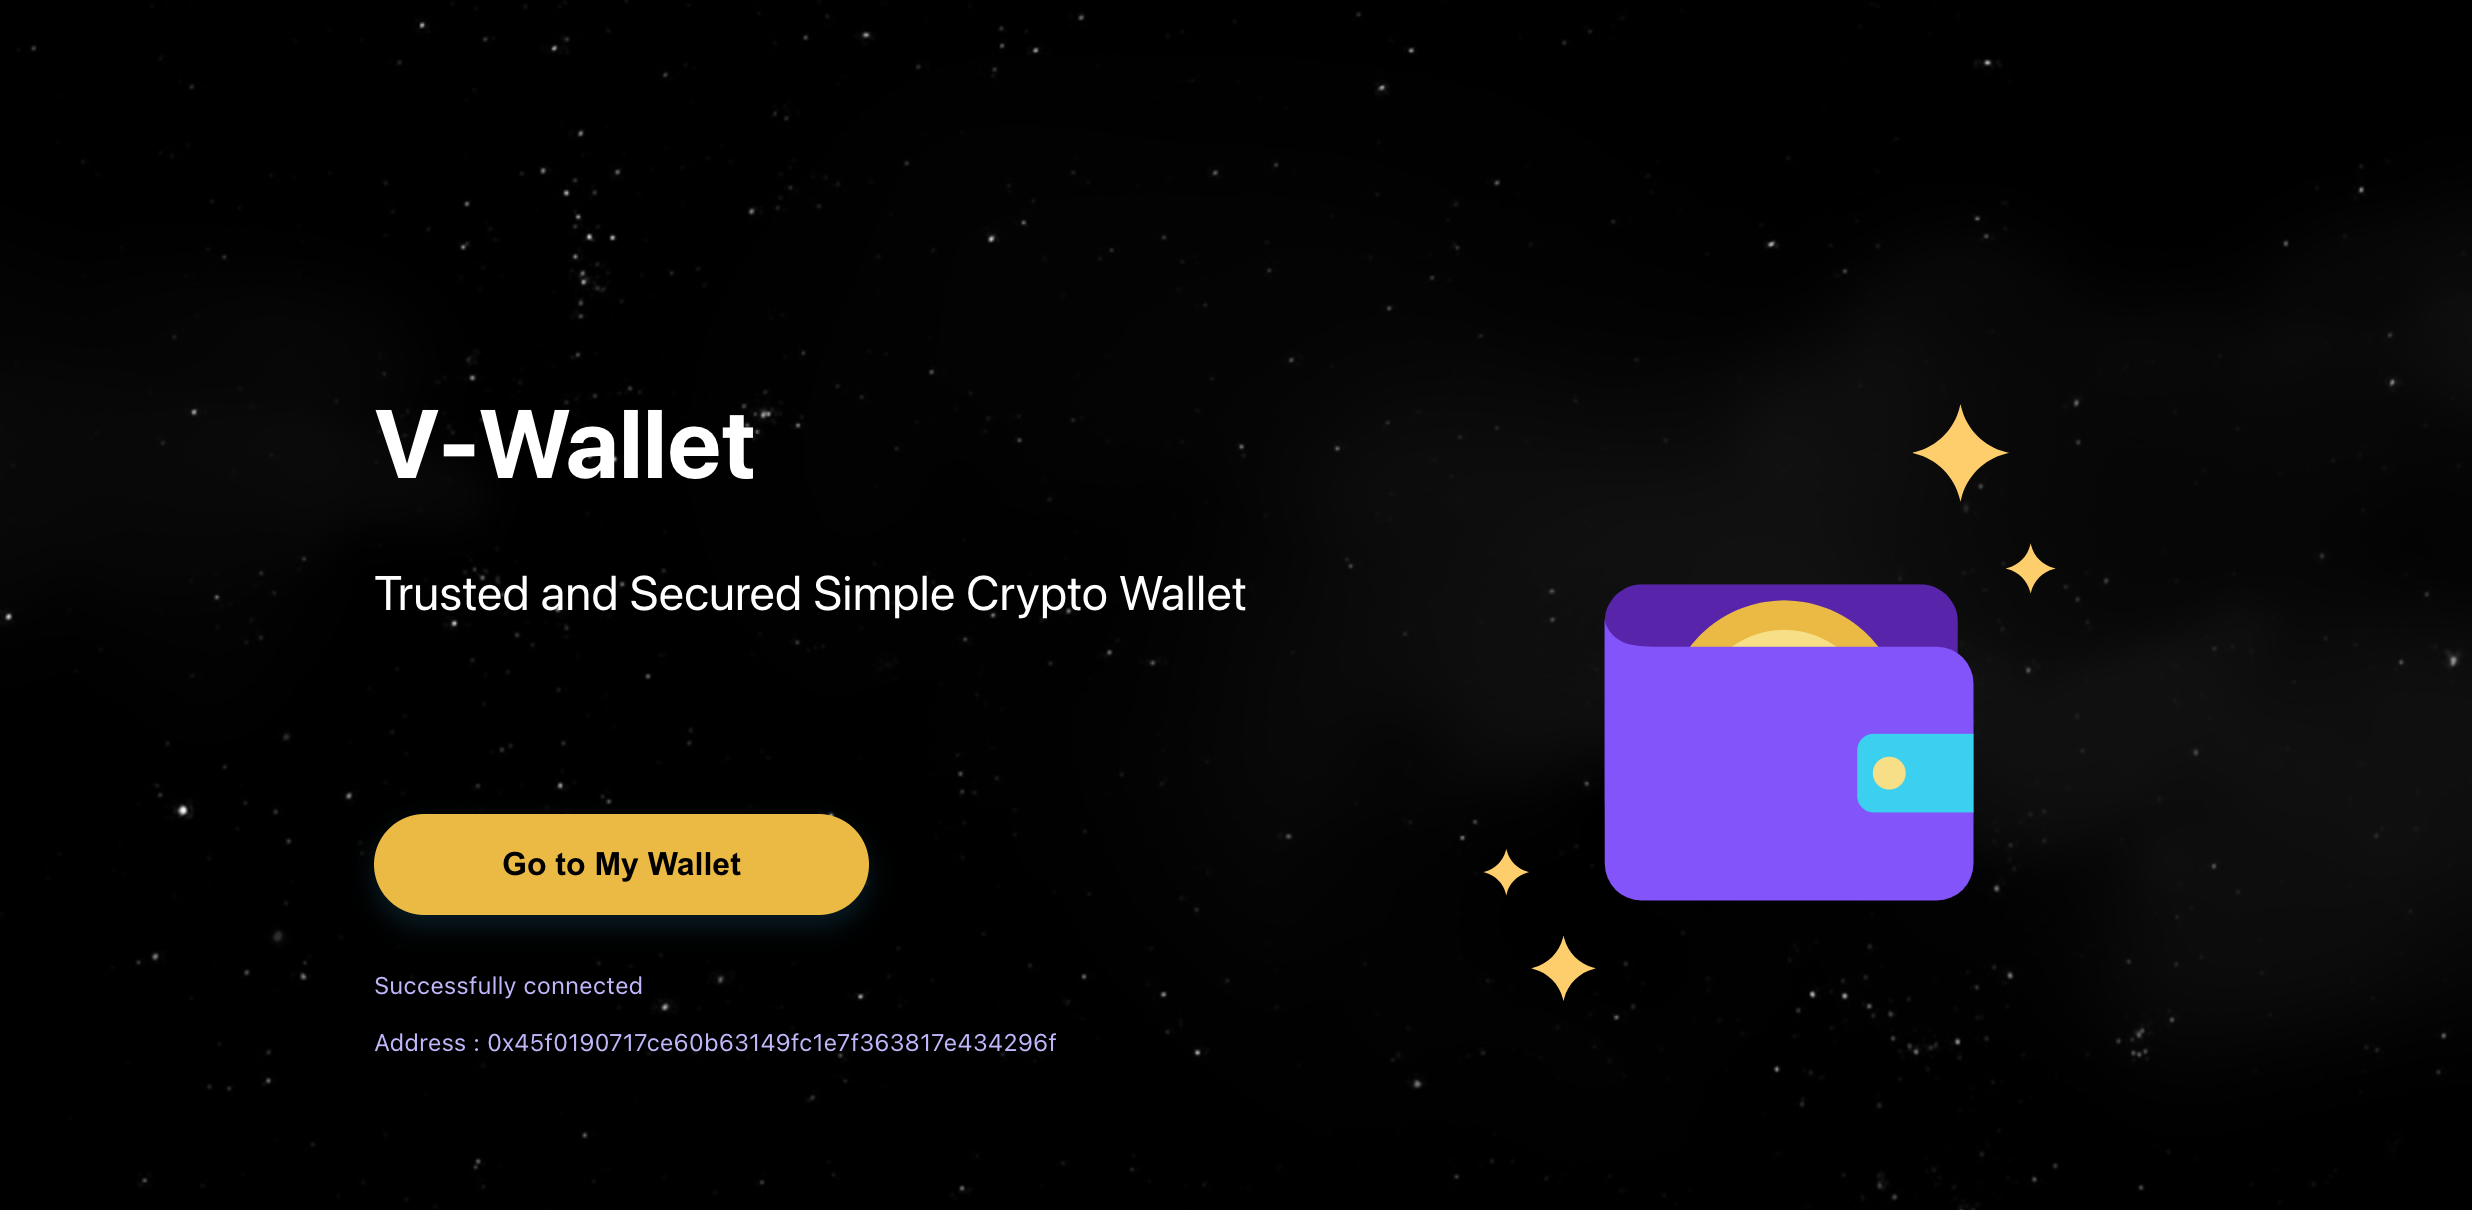 V-Wallet
Trusted and Secured Simple Crypto Wallet
Go to My Wallet
Successfully connected
Address : 0x45f0190717ce60b63149fc1e7f363817e434296f